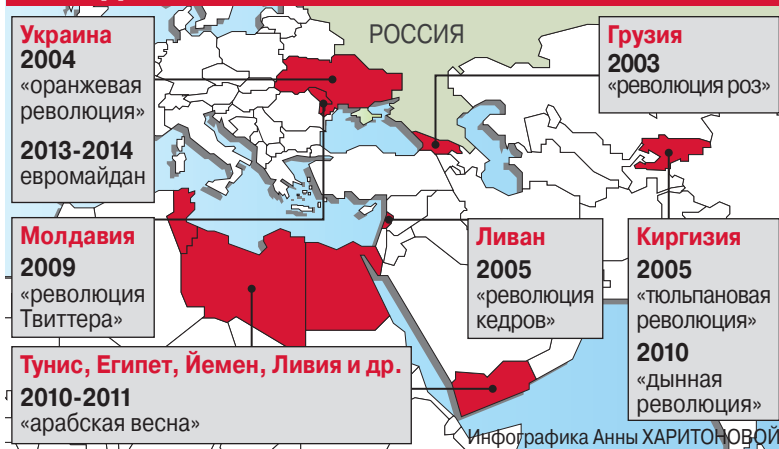 Украина
2004
«оранжевая
революция»
2013-2014
евромайдан
РОССИЯ
Грузия
2003
«революция роз»
Молдавия
2009
«революция
Твиттера»
Ливан
2005
«революция
кедров»
Киргизия
2005
«тюльпановая
революция»
2010
«дынная
революция»
Тунис, Египет, Йемен, Ливия и др.
2010-2011
«арабская весна»
Инфографика Анны ХАРИТОНОВОЙ